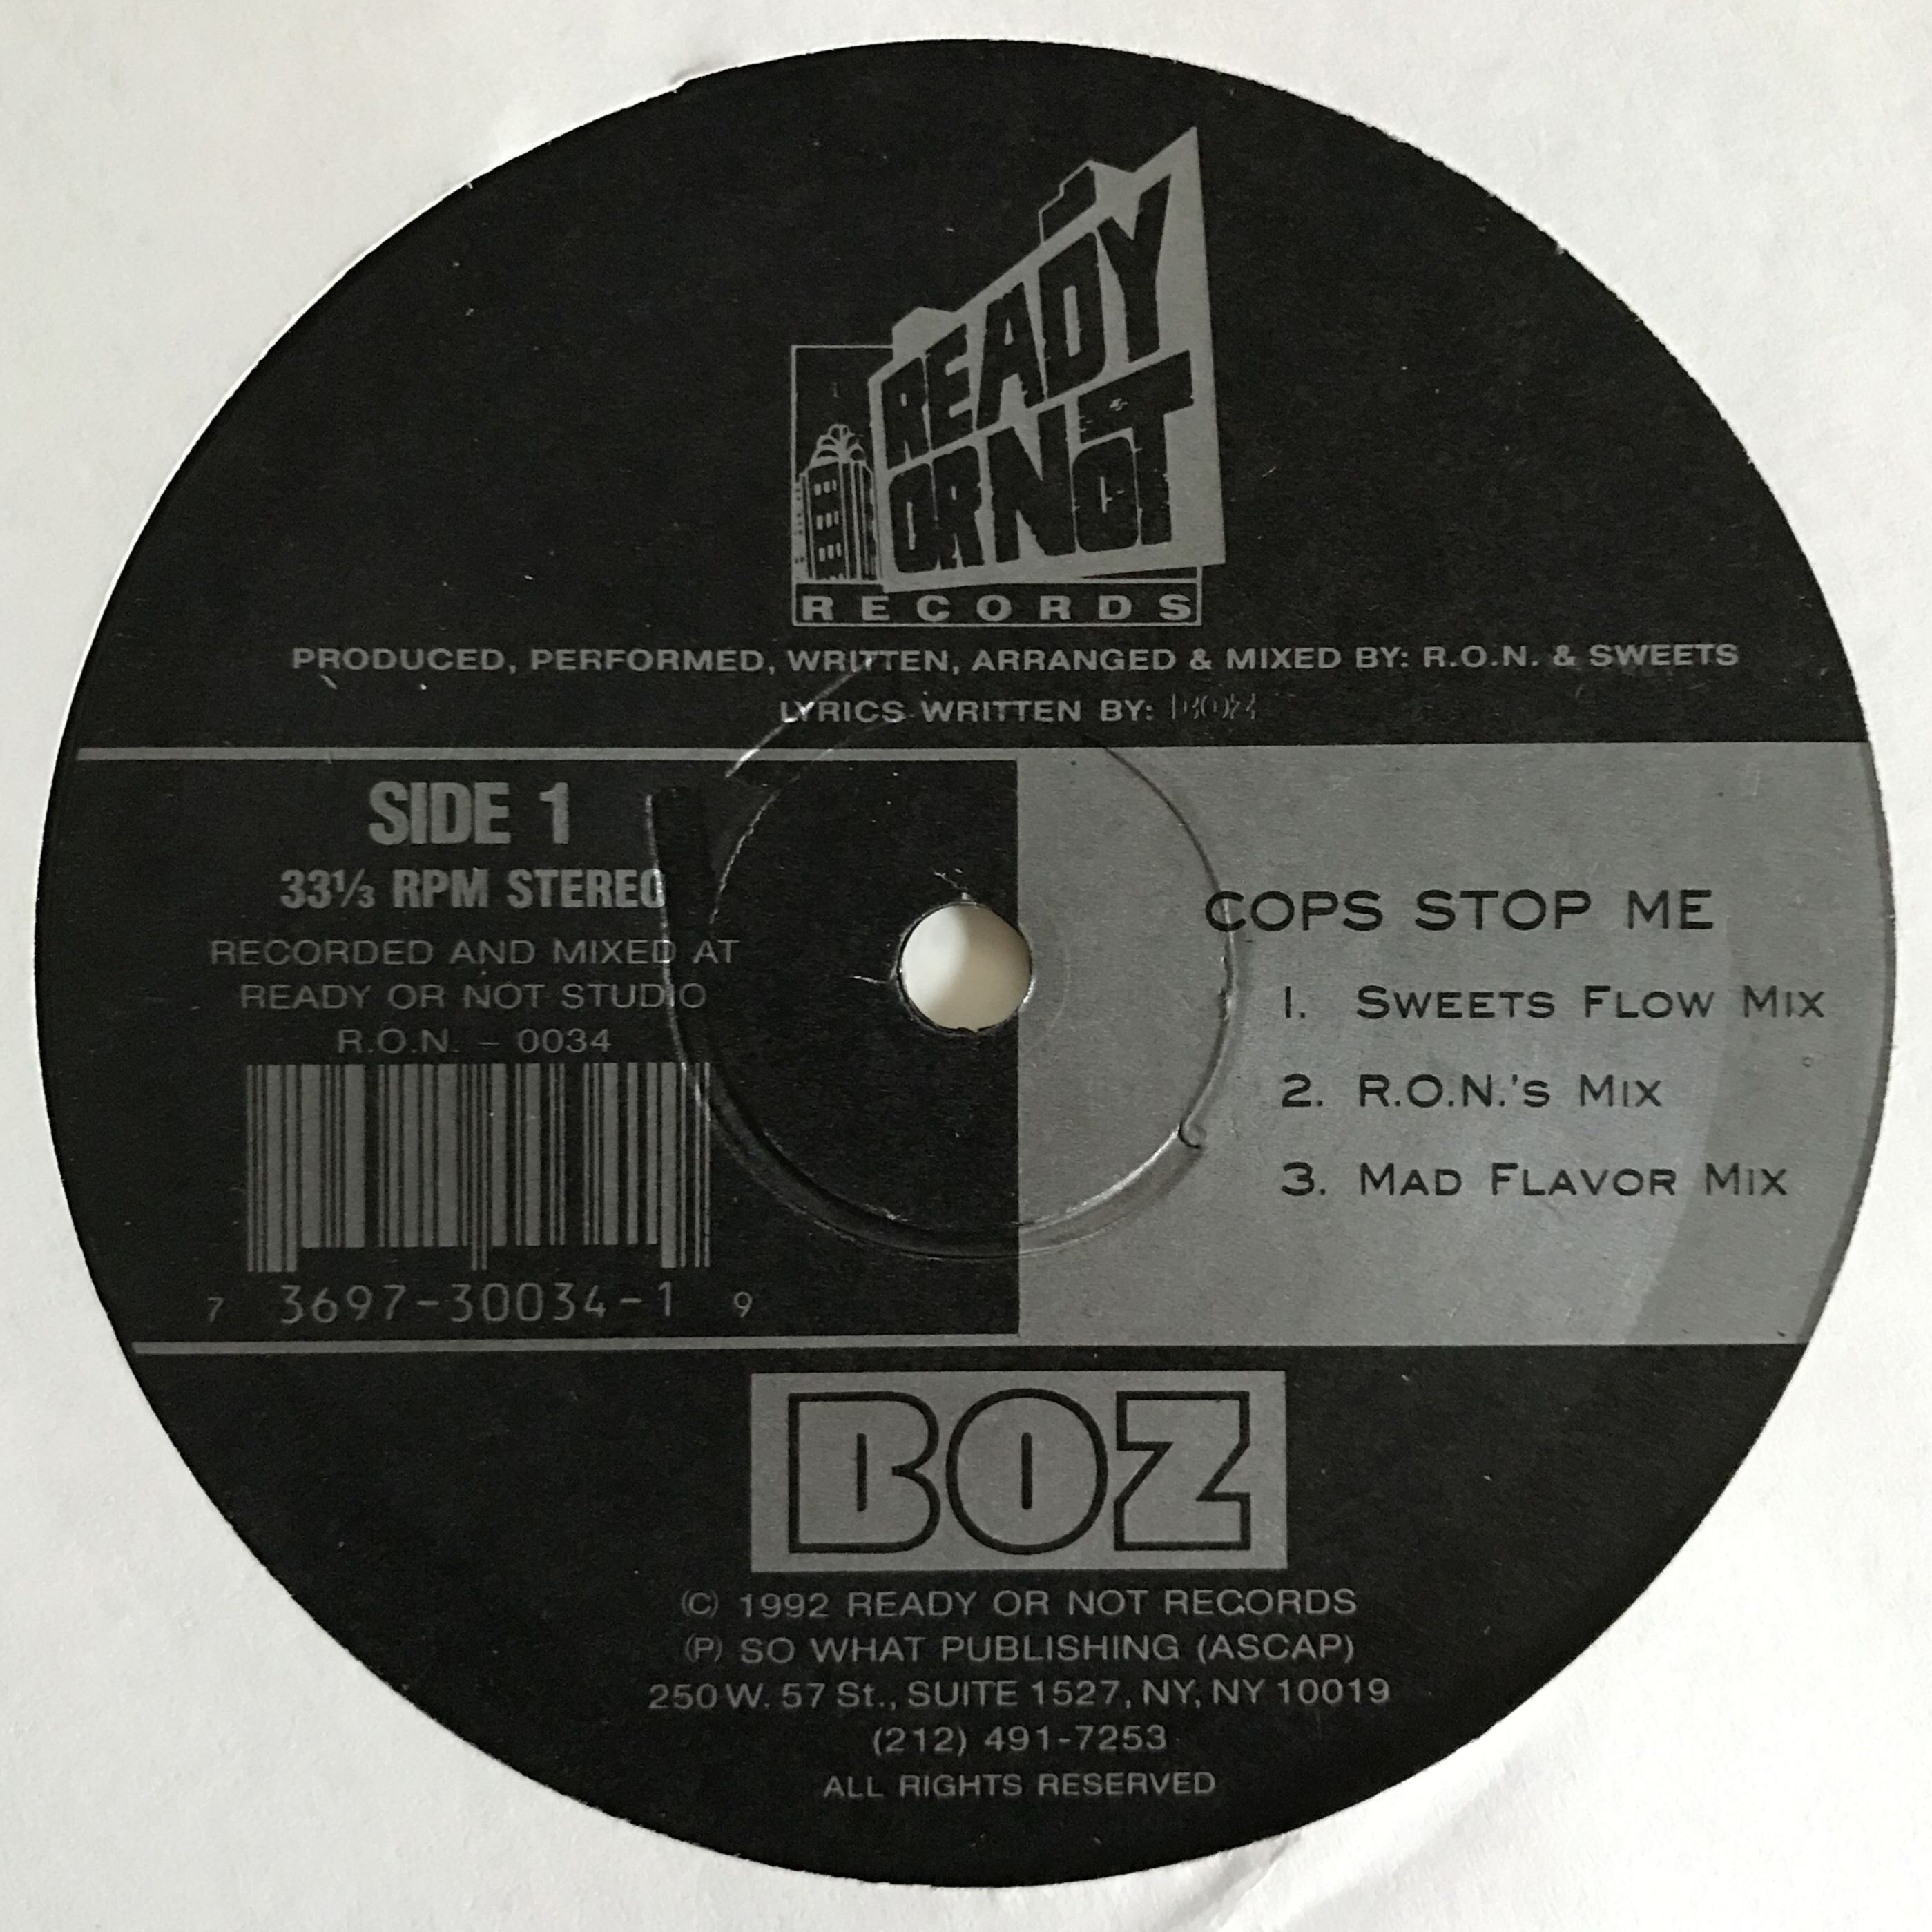 READY
OR NOT
RECORDS
PRODUCED, PERFORMED, WRITTEN, ARRANGED & MIXED BY: R.O.N. & SWEETS
LYRICS WRITTEN BY: BOZ
SIDE 1
33⅓ RPM STEREO
RECORDED AND MIXED AT
READY OR NOT STUDIO
R.O.N. – 0034
7 3697-30034-1 9
COPS STOP ME
1. SWEETS FLOW MIX
2. R.O.N.'S MIX
3. MAD FLAVOR MIX
BOZ
(C) 1992 READY OR NOT RECORDS
(P) SO WHAT PUBLISHING (ASCAP)
250 W. 57 St., SUITE 1527, NY, NY 10019
(212) 491-7253
ALL RIGHTS RESERVED